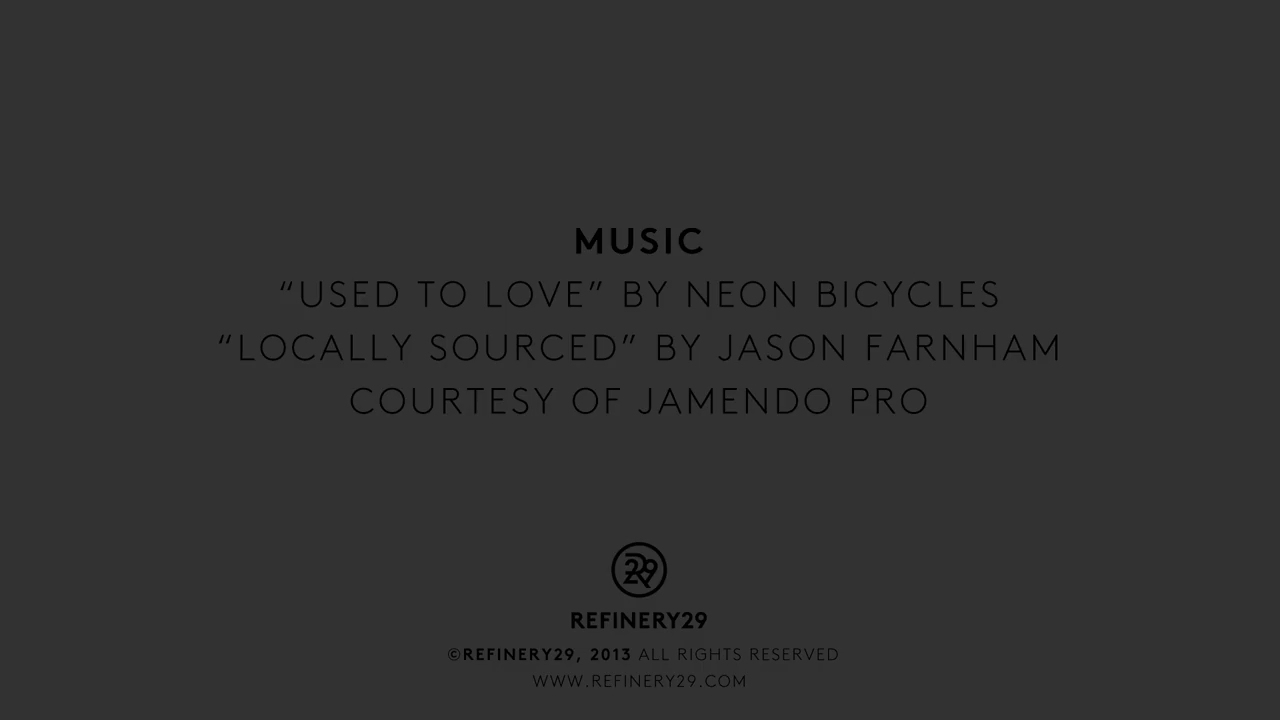 MUSIC
“USED TO LOVE” BY NEON BICYCLES
“LOCALLY SOURCED” BY JASON FARNHAM
COURTESY OF JAMENDO PRO
R29
REFINERY29
©REFINERY29, 2013 ALL RIGHTS RESERVED
WWW.REFINERY29.COM